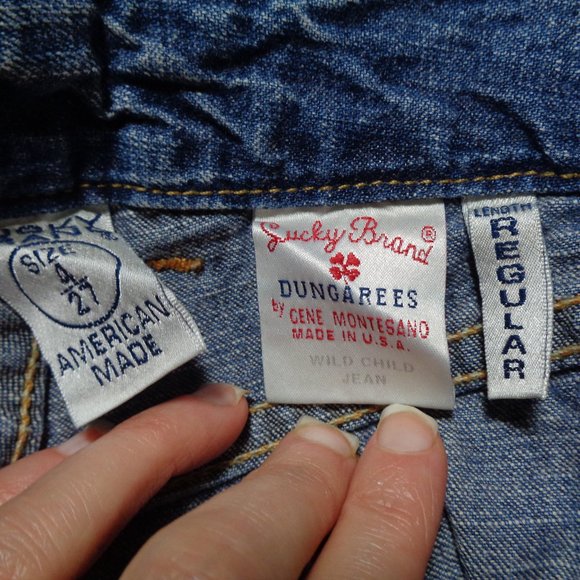 SIZE
4
27
AMERICAN
MADE
Lucky Brand®
DUNGAREES
by GENE MONTESANO
MADE IN U.S.A.
WILD CHILD
JEAN
LENGTH
REGULAR